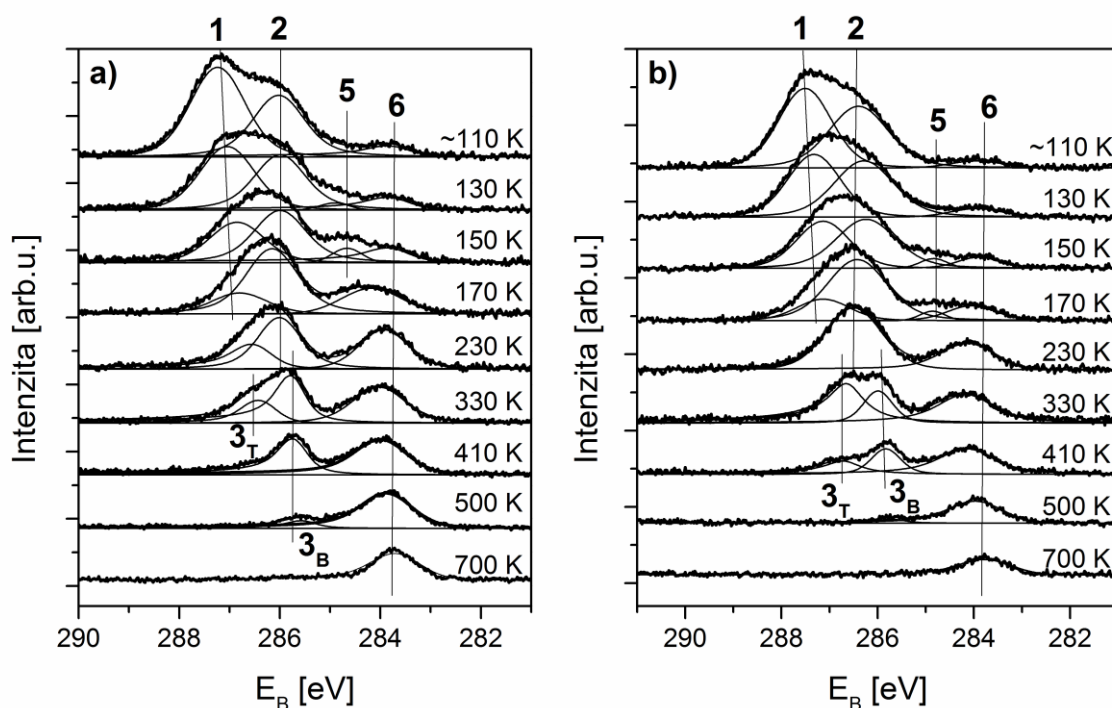 1 2
a) 5 6
~110 K
130 K
150 K
170 K
230 K
330 K
3T
410 K
500 K
3B
700 K
290 288 286 284 282
EB [eV]
Intenzita [arb.u.]
1 2
b) 5 6
~110 K
130 K
150 K
170 K
230 K
330 K
410 K
3T 3B
500 K
700 K
290 288 286 284 282
EB [eV]
Intenzita [arb.u.]